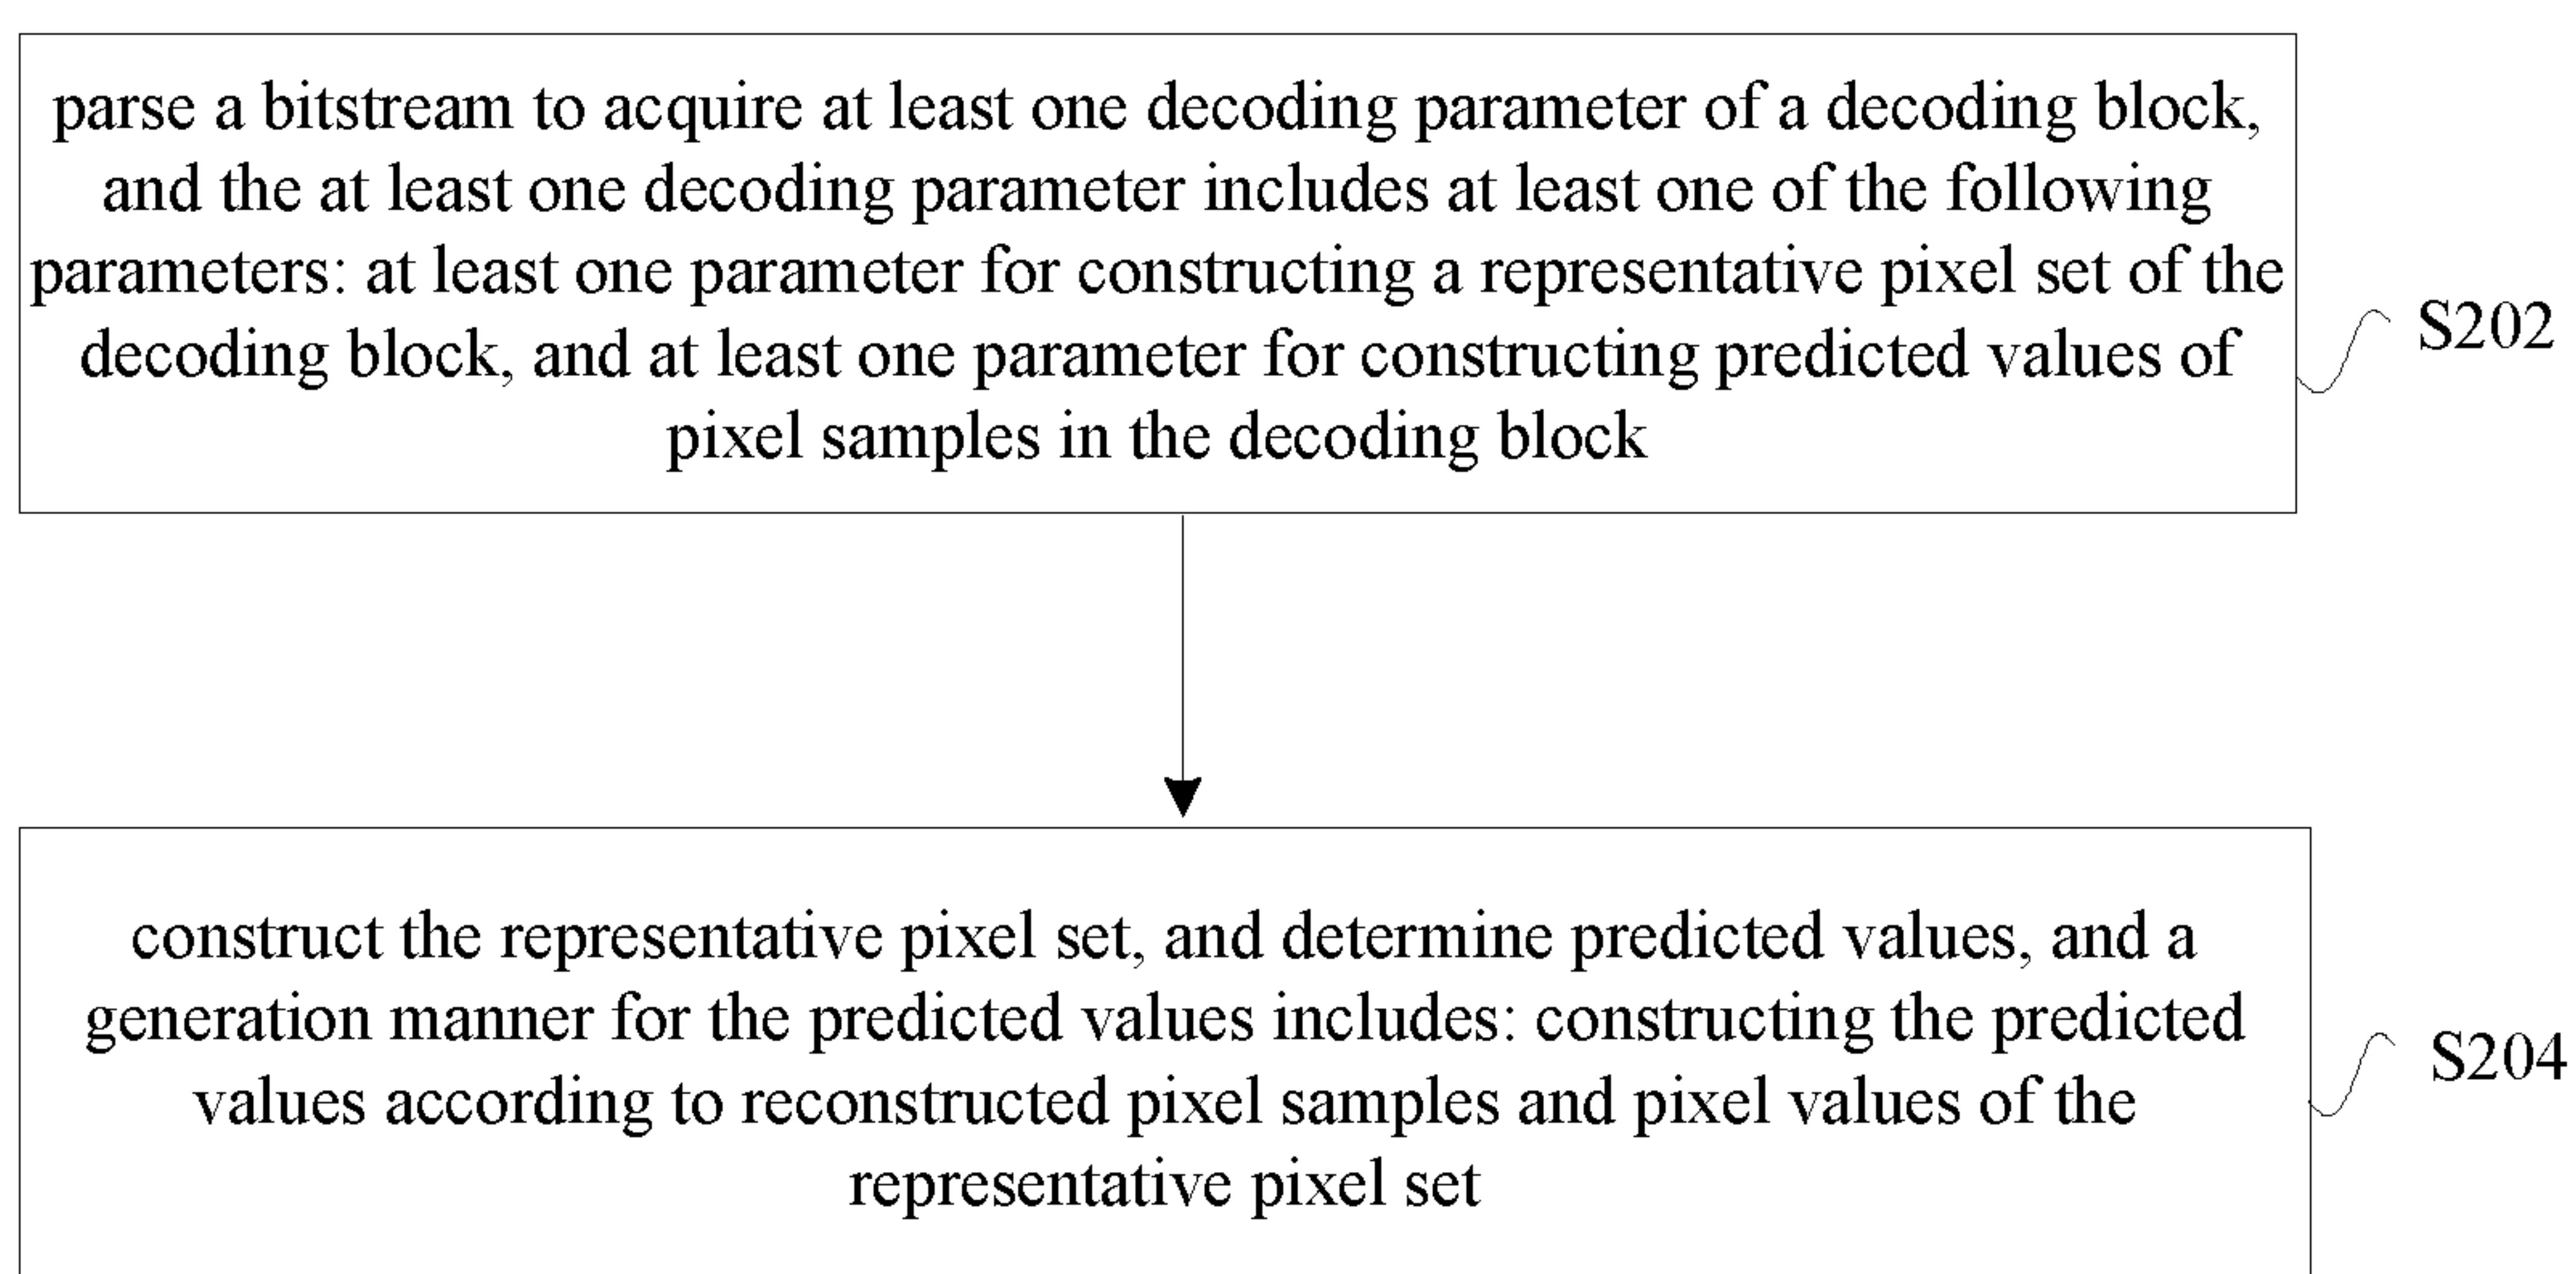 parse a bitstream to acquire at least one decoding parameter of a decoding block,
and the at least one decoding parameter includes at least one of the following
parameters: at least one parameter for constructing a representative pixel set of the
decoding block, and at least one parameter for constructing predicted values of
pixel samples in the decoding block
S202
construct the representative pixel set, and determine predicted values, and a
generation manner for the predicted values includes: constructing the predicted
values according to reconstructed pixel samples and pixel values of the
representative pixel set
S204